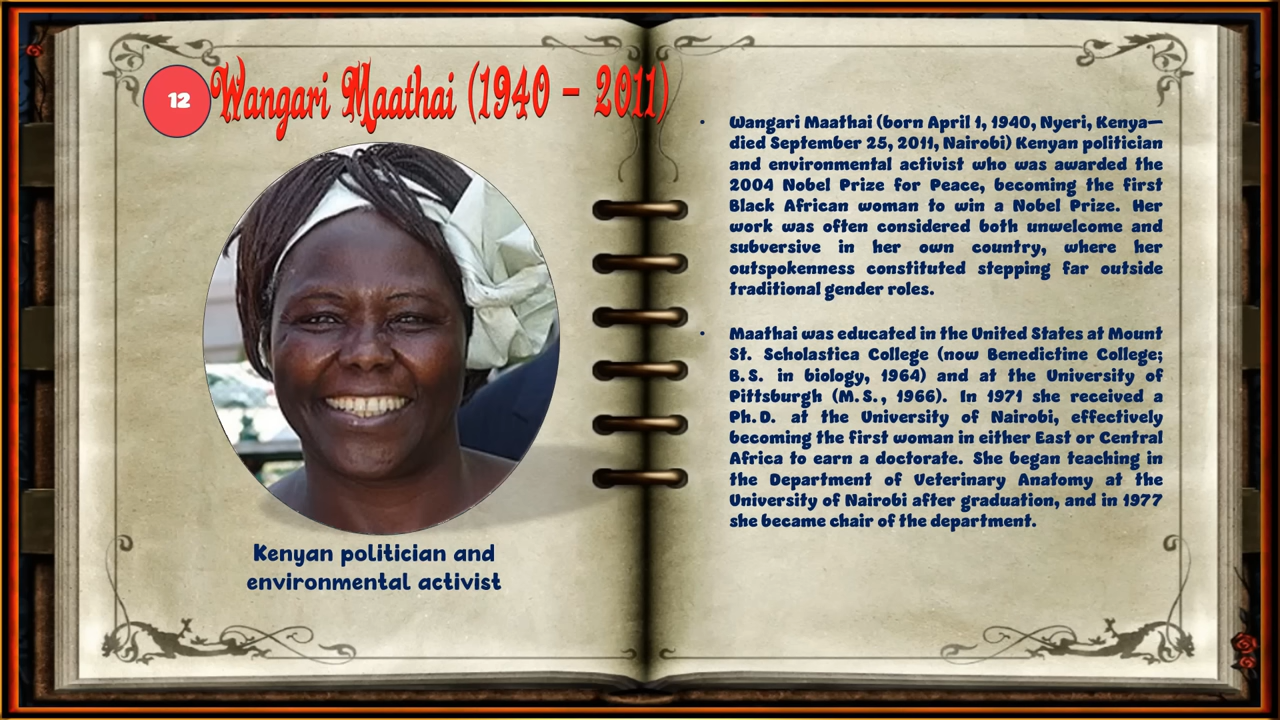 12
Wangari Maathai (1940 - 2011)
Kenyan politician and
environmental activist
• Wangari Maathai (born April 1, 1940, Nyeri, Kenya—
died September 25, 2011, Nairobi) Kenyan politician
and environmental activist who was awarded the
2004 Nobel Prize for Peace, becoming the first
Black African woman to win a Nobel Prize. Her
work was often considered both unwelcome and
subversive in her own country, where her
outspokenness constituted stepping far outside
traditional gender roles.
• Maathai was educated in the United States at Mount
St. Scholastica College (now Benedictine College;
B.S. in biology, 1964) and at the University of
Pittsburgh (M.S., 1966). In 1971 she received a
Ph.D. at the University of Nairobi, effectively
becoming the first woman in either East or Central
Africa to earn a doctorate. She began teaching in
the Department of Veterinary Anatomy at the
University of Nairobi after graduation, and in 1977
she became chair of the department.